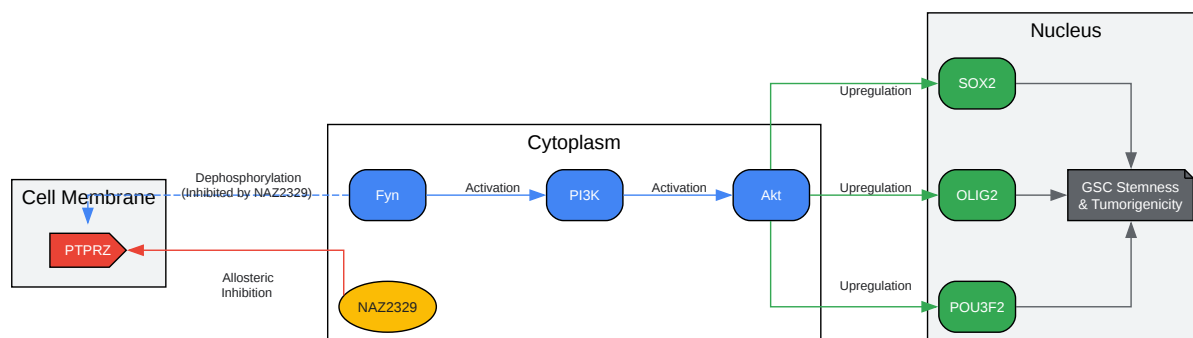 Nucleus
SOX2
Upregulation
Cytoplasm
Dephosphorylation
(Inhibited by NAZ2329)
Cell Membrane
Fyn
Activation
PI3K
Activation
Akt
Upregulation
OLIG2
GSC Stemness
& Tumorigenicity
PTPRZ
Allosteric
Inhibition
NAZ2329
Upregulation
POU3F2